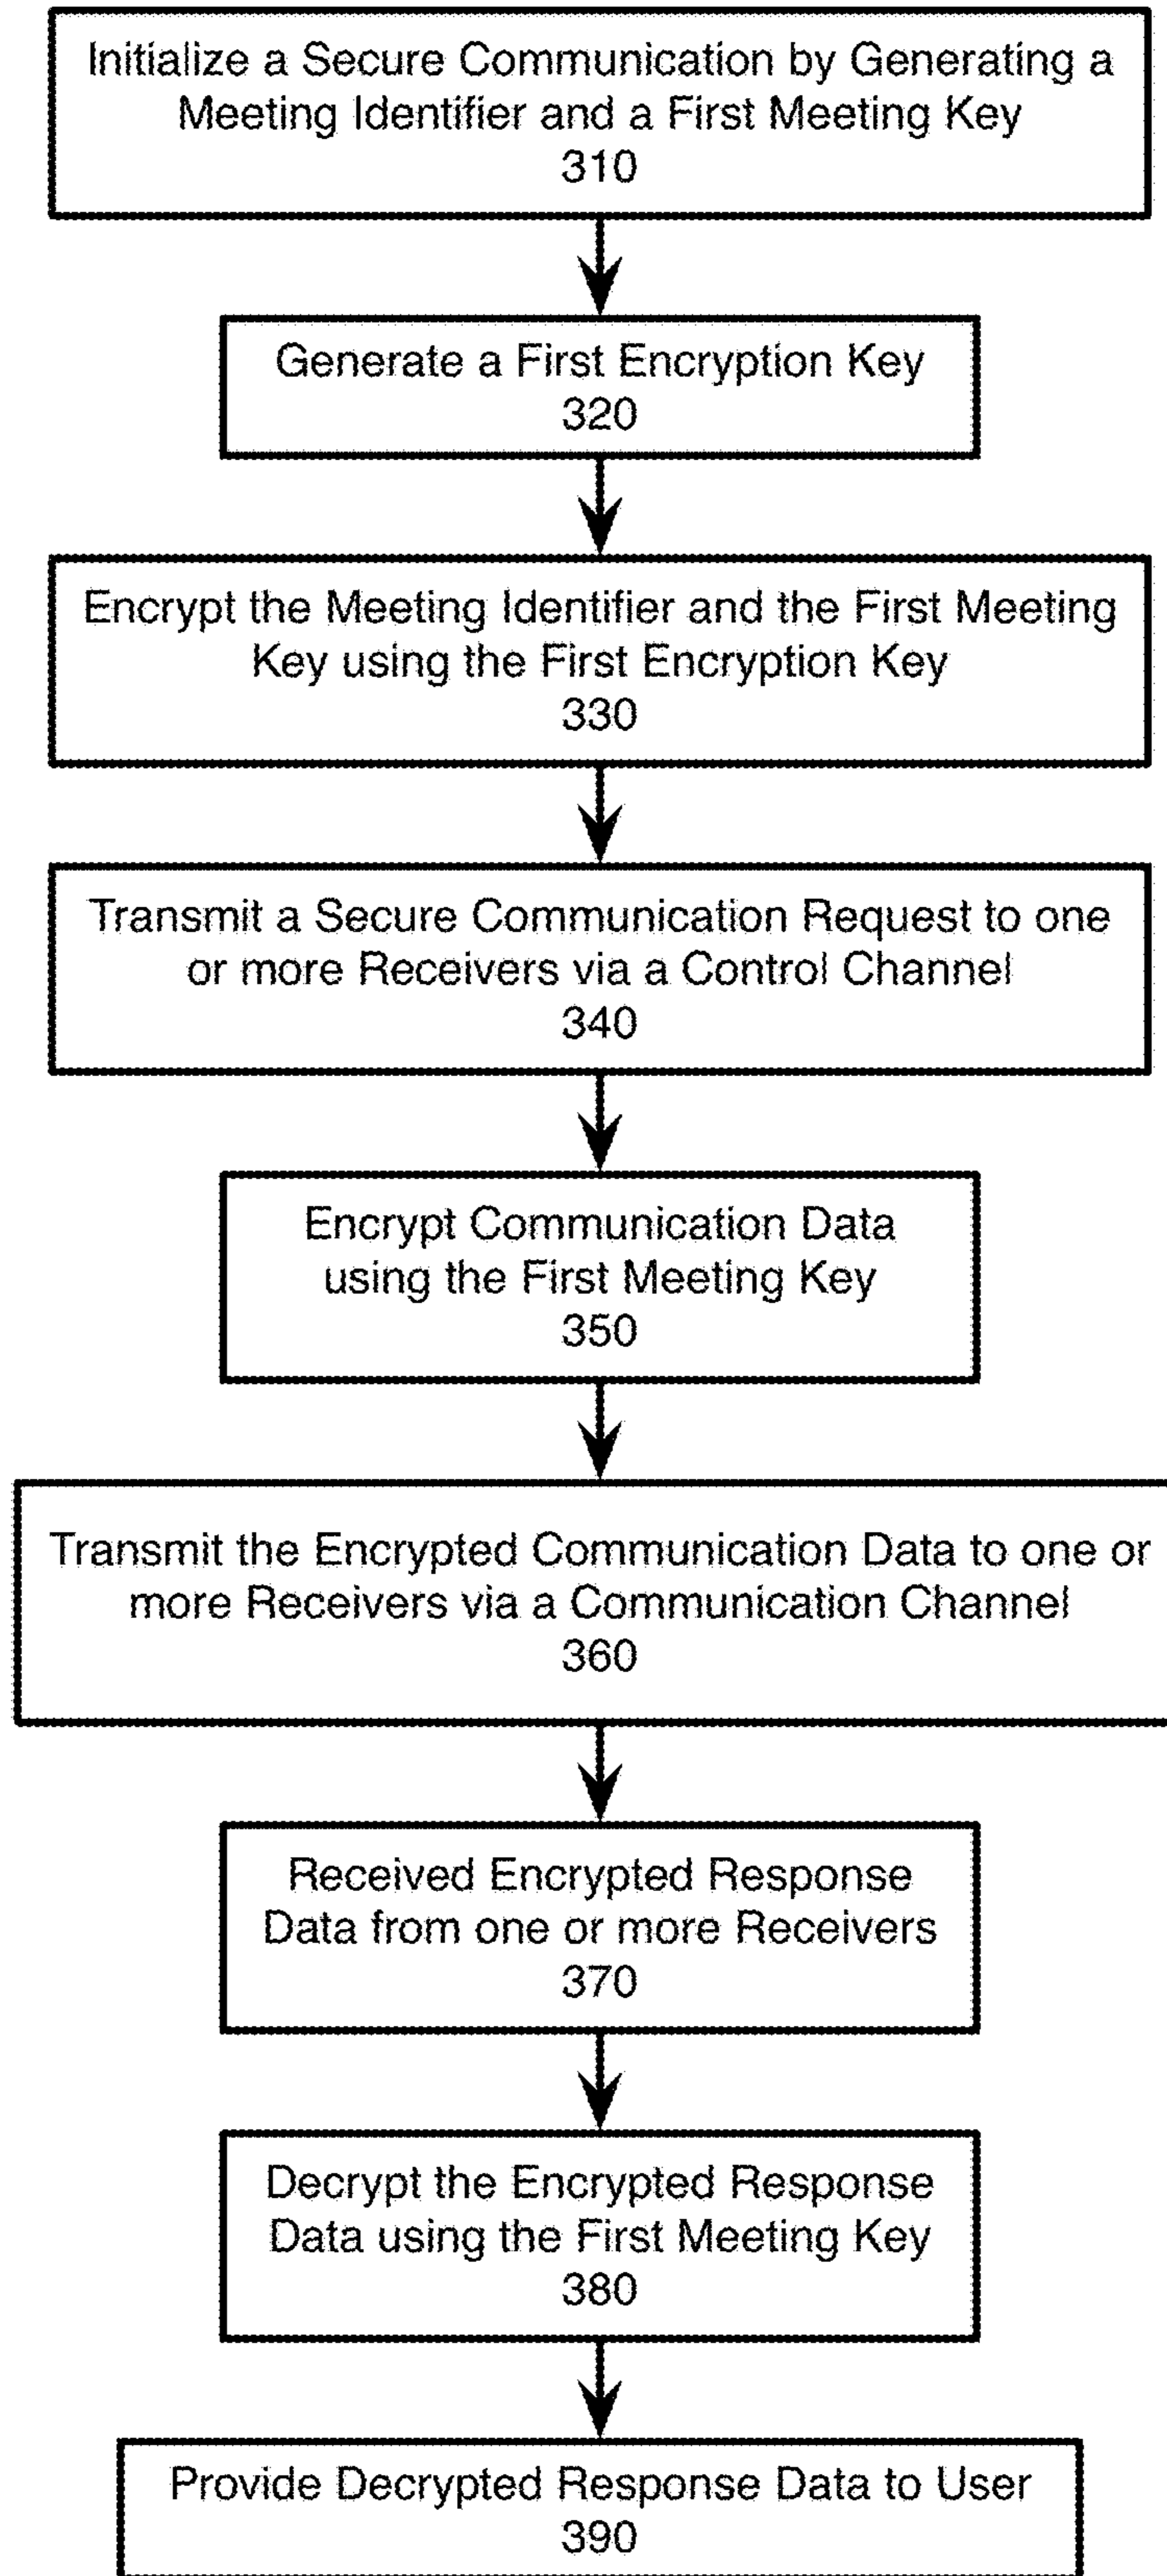 Initialize a Secure Communication by Generating a
Meeting Identifier and a First Meeting Key
310
Generate a First Encryption Key
320
Encrypt the Meeting Identifier and the First Meeting
Key using the First Encryption Key
330
Transmit a Secure Communication Request to one
or more Receivers via a Control Channel
340
Encrypt Communication Data
using the First Meeting Key
350
Transmit the Encrypted Communication Data to one or
more Receivers via a Communication Channel
360
Received Encrypted Response
Data from one or more Receivers
370
Decrypt the Encrypted Response
Data using the First Meeting Key
380
Provide Decrypted Response Data to User
390